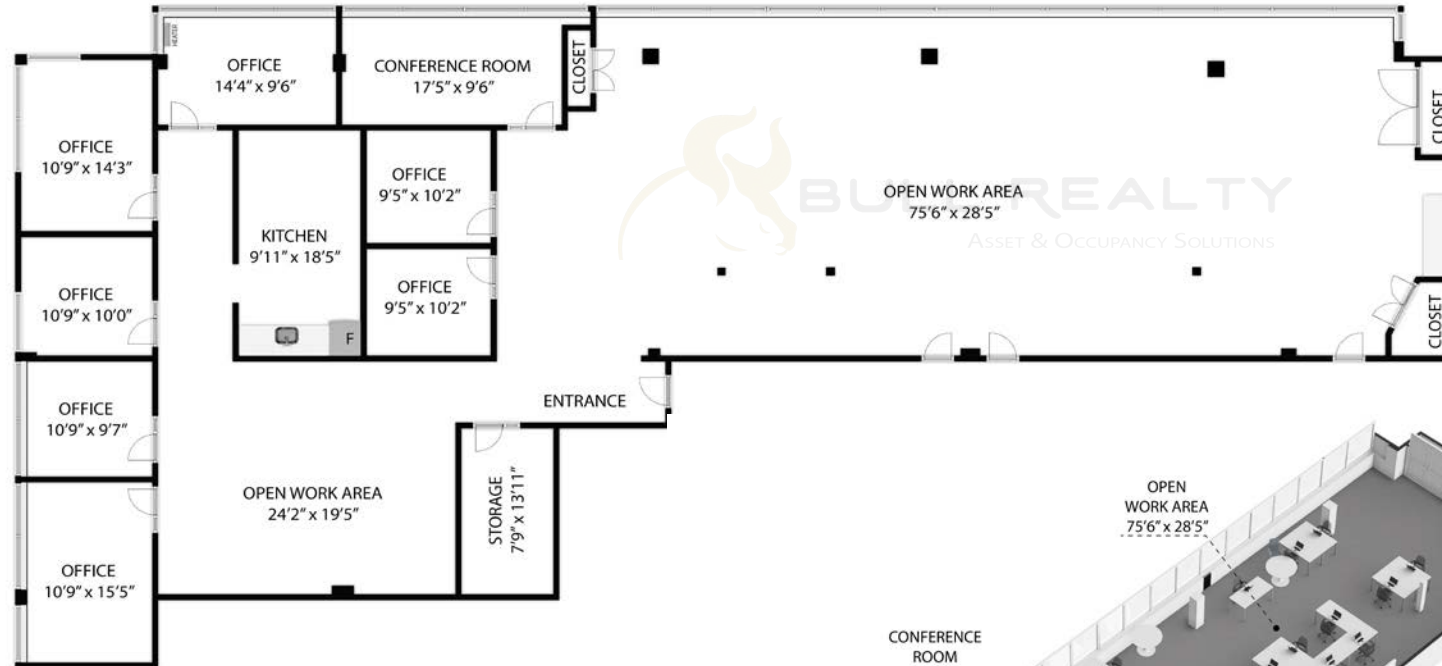 HEATER
OFFICE
14'4" x 9'6"
CONFERENCE ROOM
17'5" x 9'6"
CLOSET
CLOSET
OFFICE
10'9" x 14'3"
OFFICE
9'5" x 10'2"
KITCHEN
9'11" x 18'5"
OPEN WORK AREA
75'6" x 28'5"
BULL REALTY
ASSET & OCCUPANCY SOLUTIONS
OFFICE
10'9" x 10'0"
OFFICE
9'5" x 10'2"
F
CLOSET
OFFICE
10'9" x 9'7"
ENTRANCE
OPEN WORK AREA
24'2" x 19'5"
STORAGE
7'9" x 13'11"
OFFICE
10'9" x 15'5"
OPEN
WORK AREA
75'6" x 28'5"
CONFERENCE
ROOM